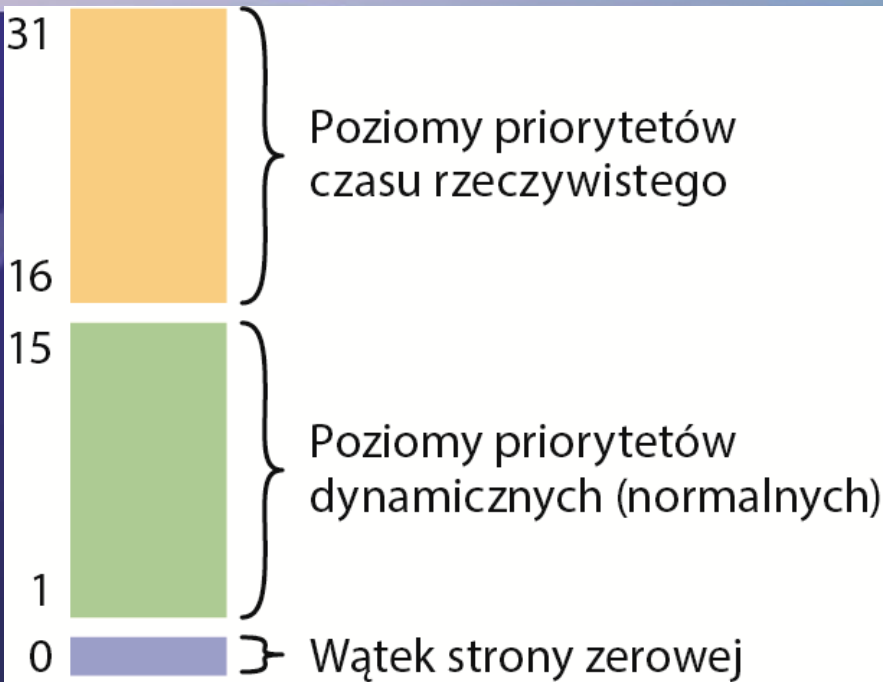 31
Poziomy priorytetów
czasu rzeczywistego
16
15
Poziomy priorytetów
dynamicznych (normalnych)
1
0 Wątek strony zerowej